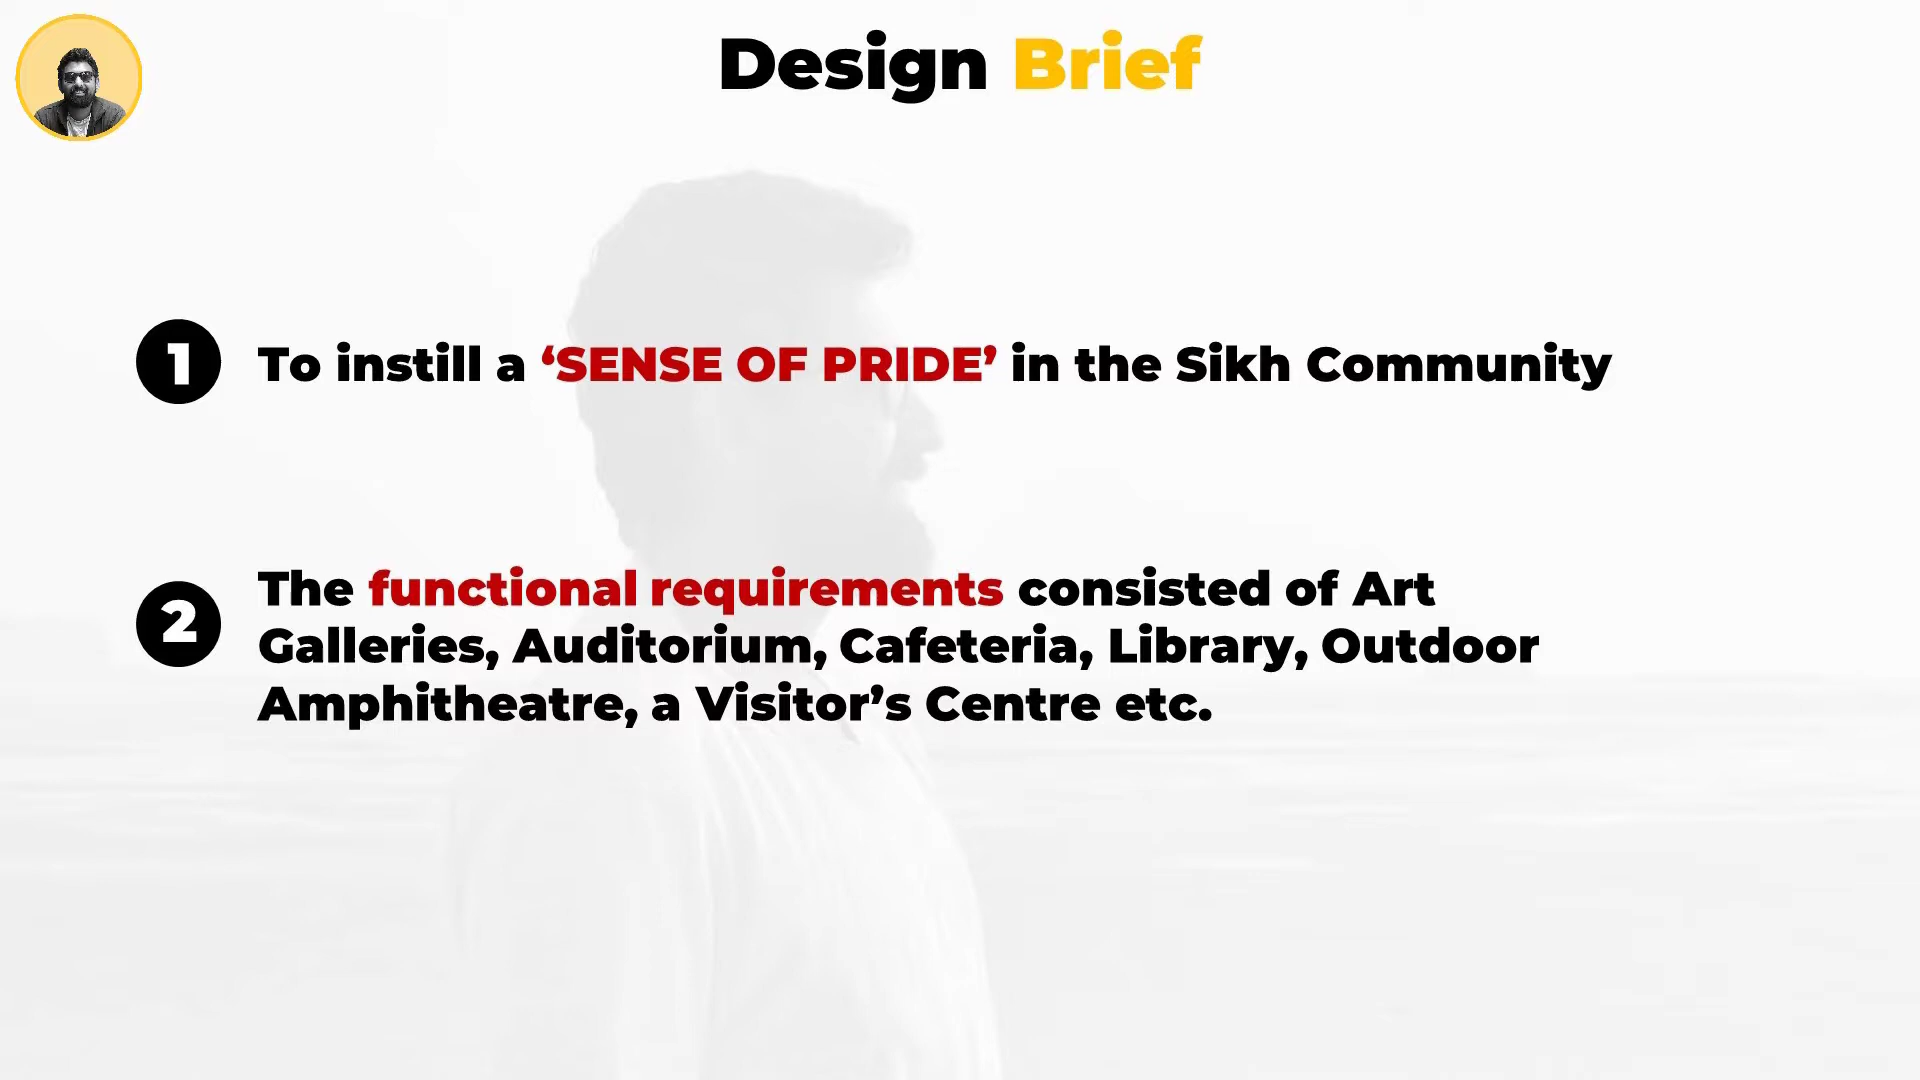 Design Brief
1 To instill a ‘SENSE OF PRIDE’ in the Sikh Community
2 The functional requirements consisted of Art
Galleries, Auditorium, Cafeteria, Library, Outdoor
Amphitheatre, a Visitor’s Centre etc.